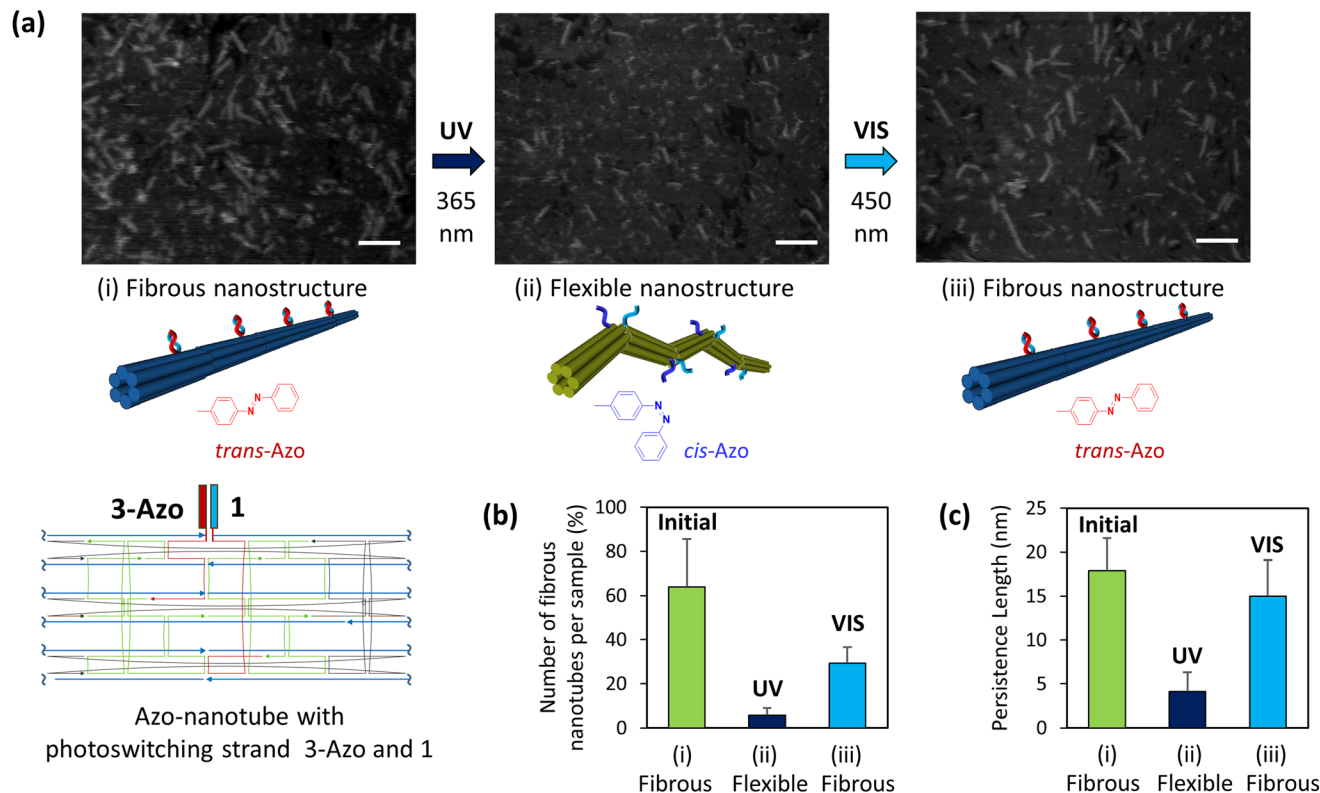 (a)
UV
365
nm
VIS
450
nm
(i) Fibrous nanostructure
(ii) Flexible nanostructure
(iii) Fibrous nanostructure
N
N
trans-Azo
N
N
cis-Azo
N
N
trans-Azo
3-Azo
1
Azo-nanotube with
photoswitching strand 3-Azo and 1
(b)
Number of fibrous
nanotubes per sample (%)
100
80
60
40
20
0
Initial
UV
VIS
(i)
Fibrous
(ii)
Flexible
(iii)
Fibrous
(c)
Persistence Length (nm)
25
20
15
10
5
0
Initial
UV
VIS
(i)
Fibrous
(ii)
Flexible
(iii)
Fibrous